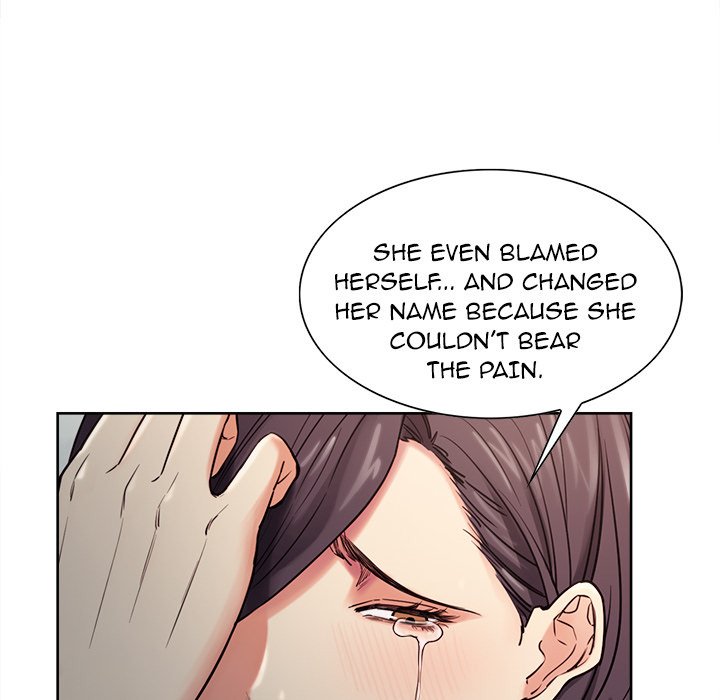 SHE EVEN BLAMED
HERSELF... AND CHANGED
HER NAME BECAUSE SHE
COULDN'T BEAR
THE PAIN.